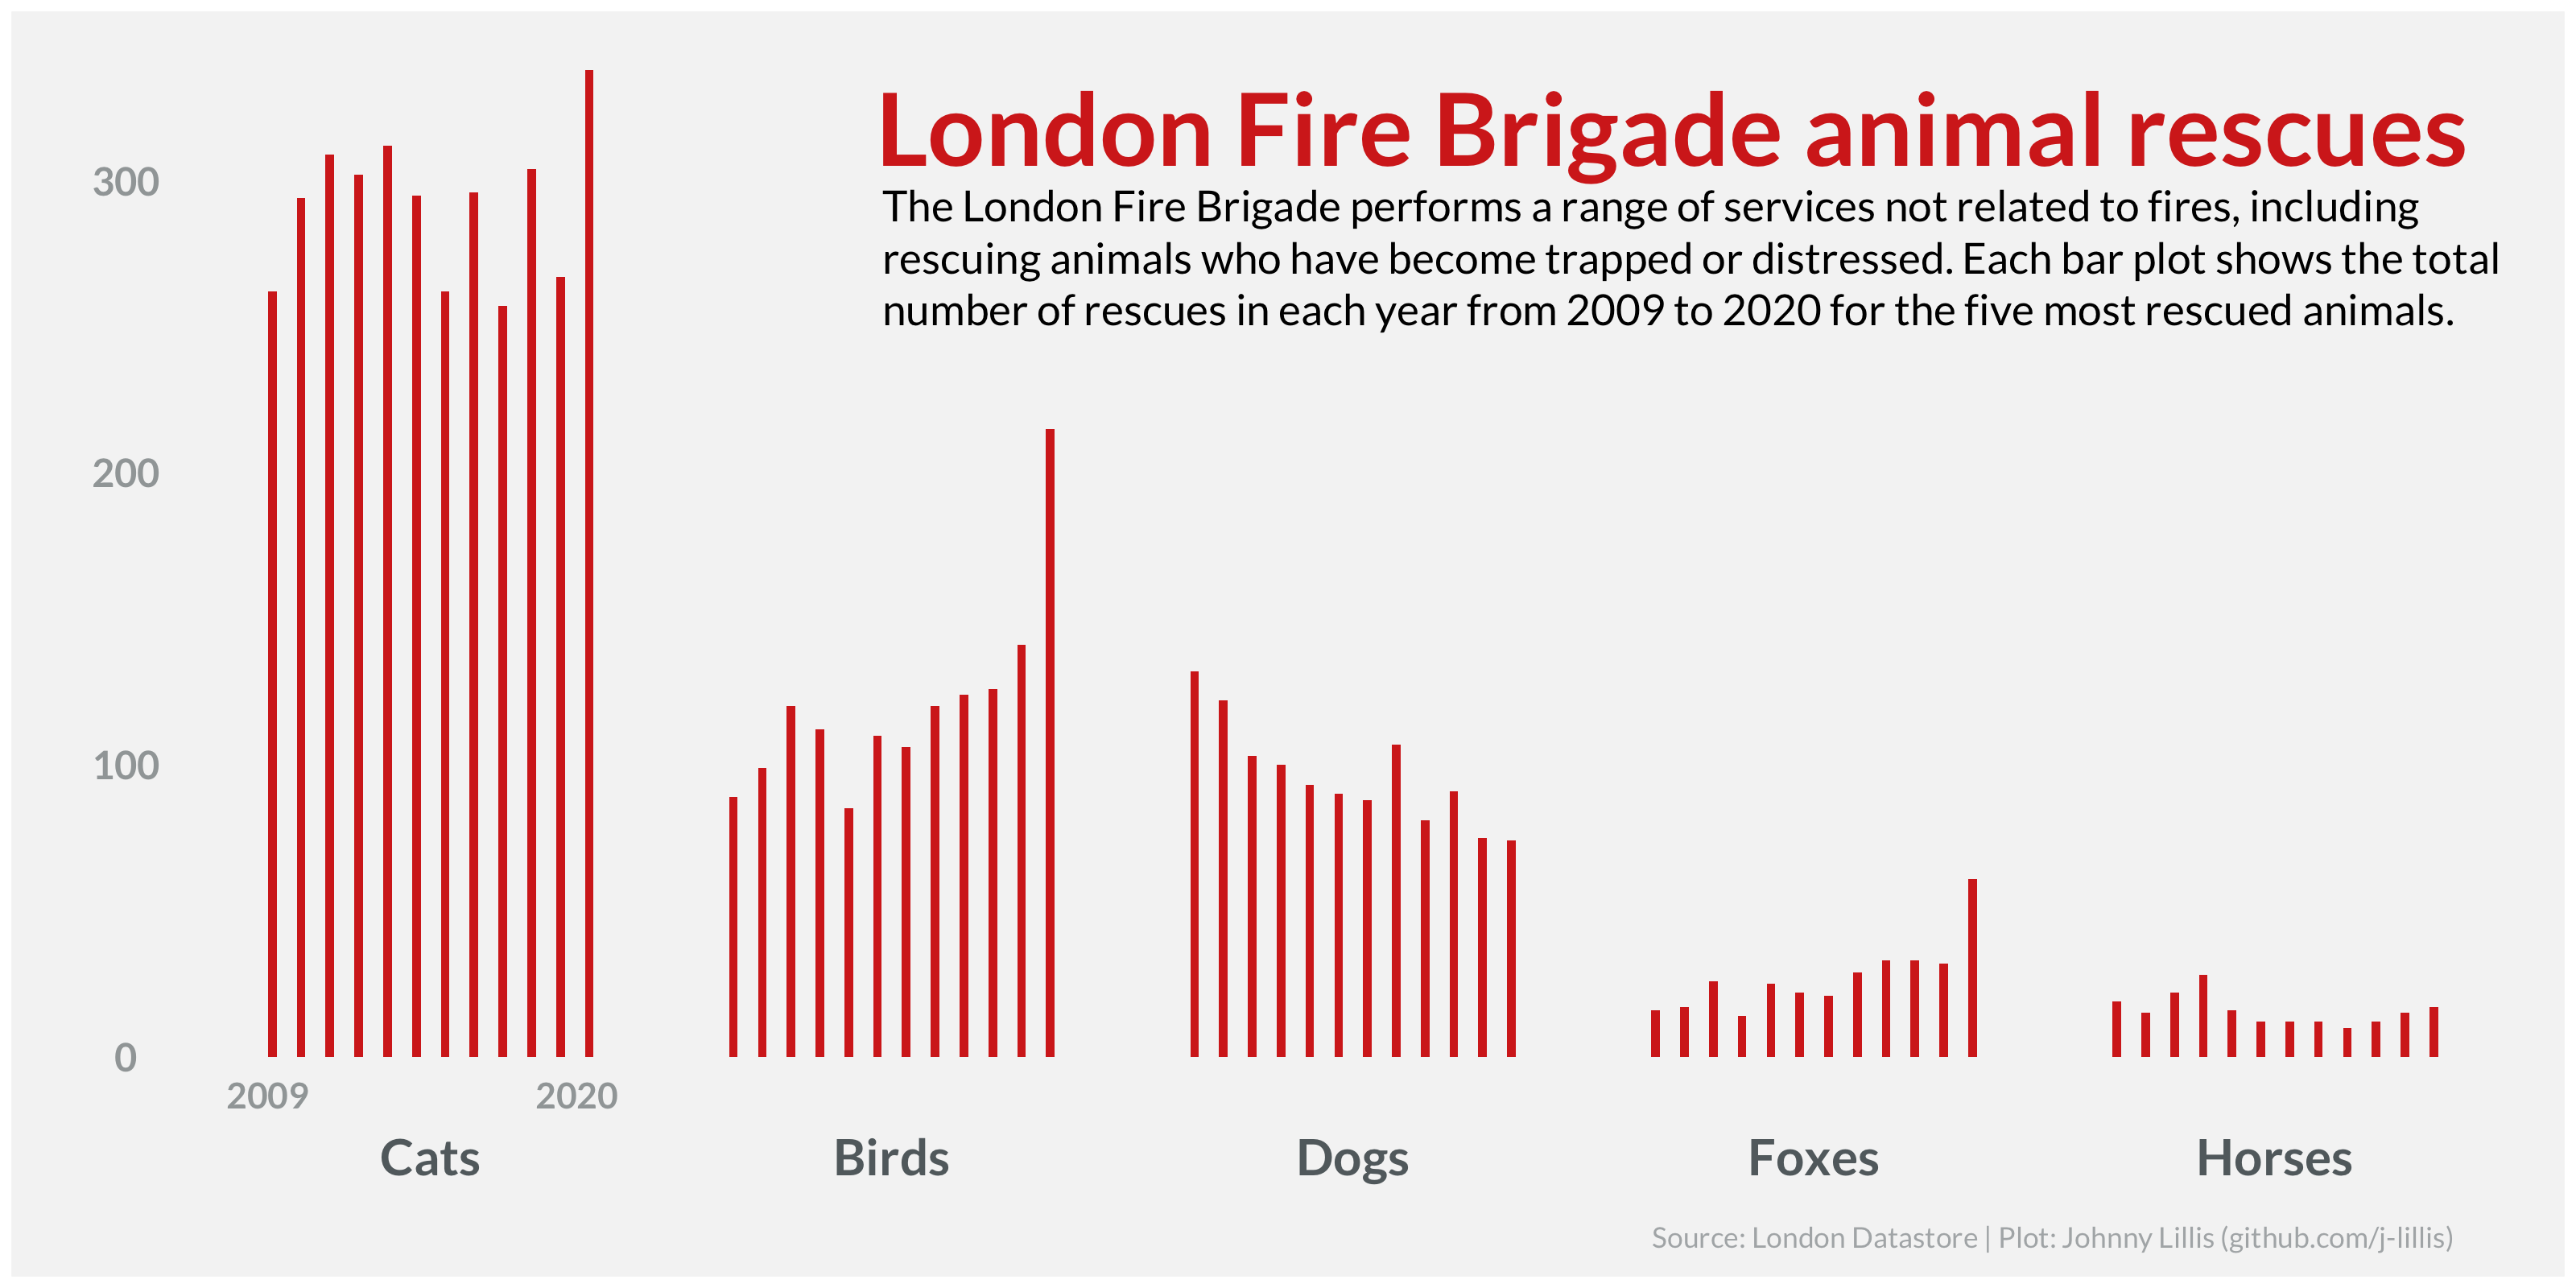 London Fire Brigade animal rescues
The London Fire Brigade performs a range of services not related to fires, including
rescuing animals who have become trapped or distressed. Each bar plot shows the total
number of rescues in each year from 2009 to 2020 for the five most rescued animals.
300
200
100
0
2009 2020
Cats Birds Dogs Foxes Horses
Source: London Datastore | Plot: Johnny Lillis (github.com/j-lillis)